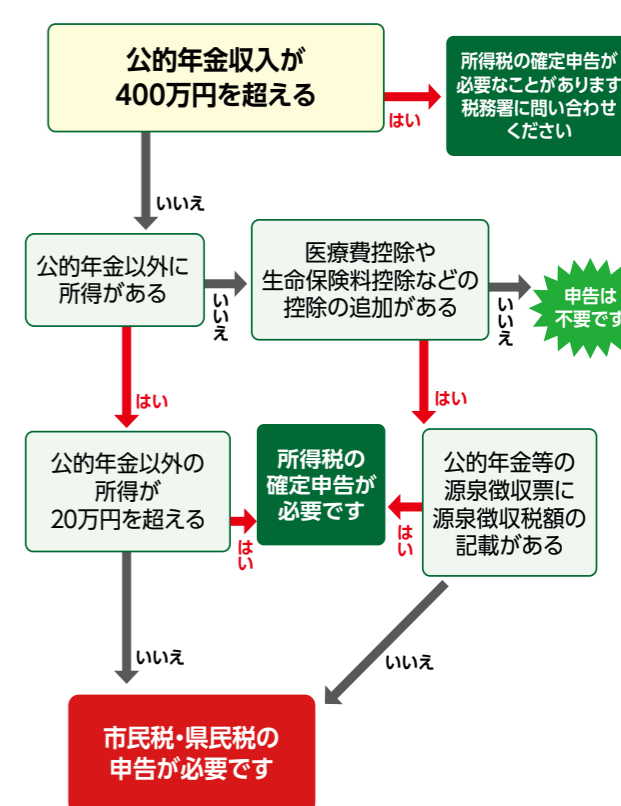 公的年金収入が
400万円を超える
はい
所得税の確定申告が
必要なことがあります
税務署に問い合わせ
ください
いいえ
公的年金以外に
所得がある
いいえ
医療費控除や
生命保険料控除などの
控除の追加がある
いいえ
申告は
不要です
はい
はい
公的年金以外の
所得が
20万円を超える
はい
所得税の
確定申告が
必要です
はい
公的年金等の
源泉徴収票に
源泉徴収税額の
記載がある
いいえ
いいえ
市民税・県民税の
申告が必要です